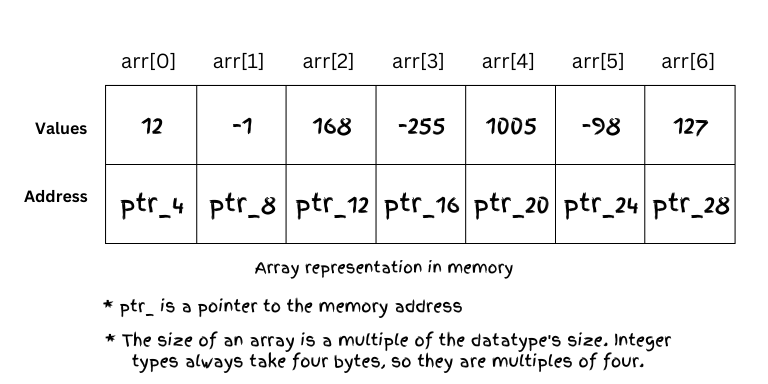 arr[0] arr[1] arr[2] arr[3] arr[4] arr[5] arr[6]
Values 12 -1 168 -255 1005 -98 127
Address ptr_4 ptr_8 ptr_12 ptr_16 ptr_20 ptr_24 ptr_28
Array representation in memory
* ptr_ is a pointer to the memory address
* The size of an array is a multiple of the datatype's size. Integer
types always take four bytes, so they are multiples of four.